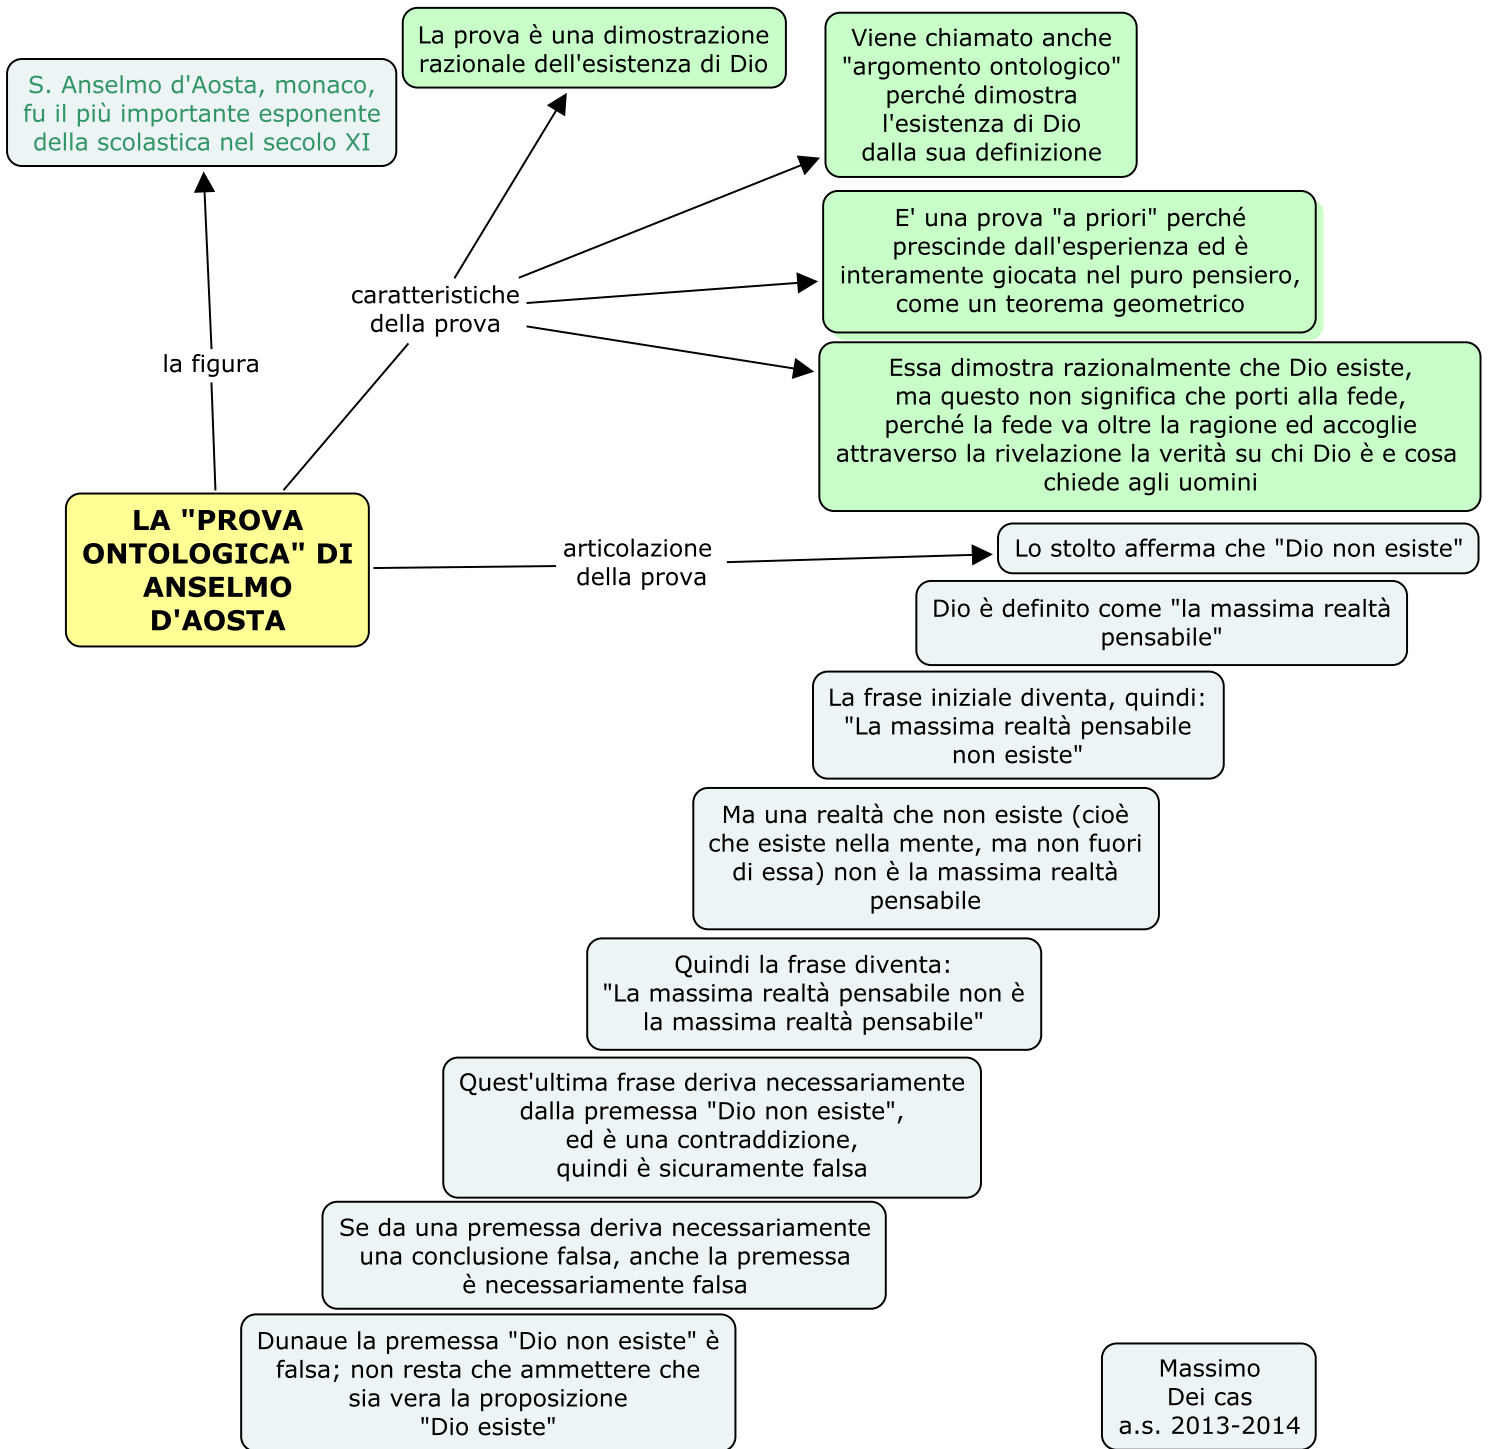 La prova è una dimostrazione
razionale dell'esistenza di Dio
Viene chiamato anche
"argomento ontologico"
perché dimostra
l'esistenza di Dio
dalla sua definizione
S. Anselmo d'Aosta, monaco,
fu il più importante esponente
della scolastica nel secolo XI
E' una prova "a priori" perché
prescinde dall'esperienza ed è
interamente giocata nel puro pensiero,
come un teorema geometrico
caratteristiche
della prova
la figura
Essa dimostra razionalmente che Dio esiste,
ma questo non significa che porti alla fede,
perché la fede va oltre la ragione ed accoglie
attraverso la rivelazione la verità su chi Dio è e cosa
chiede agli uomini
LA "PROVA
ONTOLOGICA" DI
ANSELMO
D'AOSTA
articolazione
della prova
Lo stolto afferma che "Dio non esiste"
Dio è definito come "la massima realtà
pensabile"
La frase iniziale diventa, quindi:
"La massima realtà pensabile
non esiste"
Ma una realtà che non esiste (cioè
che esiste nella mente, ma non fuori
di essa) non è la massima realtà
pensabile
Quindi la frase diventa:
"La massima realtà pensabile non è
la massima realtà pensabile"
Quest'ultima frase deriva necessariamente
dalla premessa "Dio non esiste",
ed è una contraddizione,
quindi è sicuramente falsa
Se da una premessa deriva necessariamente
una conclusione falsa, anche la premessa
è necessariamente falsa
Dunaue la premessa "Dio non esiste" è
falsa; non resta che ammettere che
sia vera la proposizione
"Dio esiste"
Massimo
Dei cas
a.s. 2013-2014